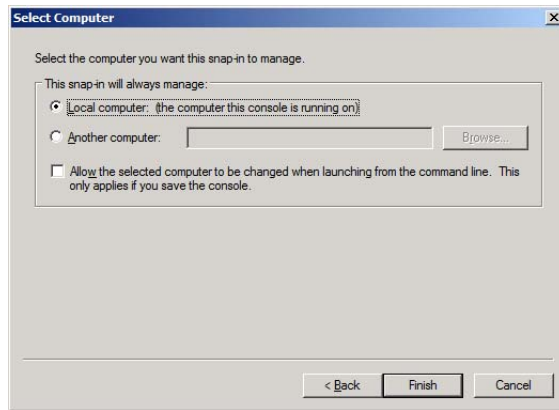 Select Computer
Select the computer you want this snap-in to manage.
This snap-in will always manage:
Local computer: (the computer this console is running on)
Another computer:
Browse...
Allow the selected computer to be changed when launching from the command line. This
only applies if you save the console.
< Back
Finish
Cancel